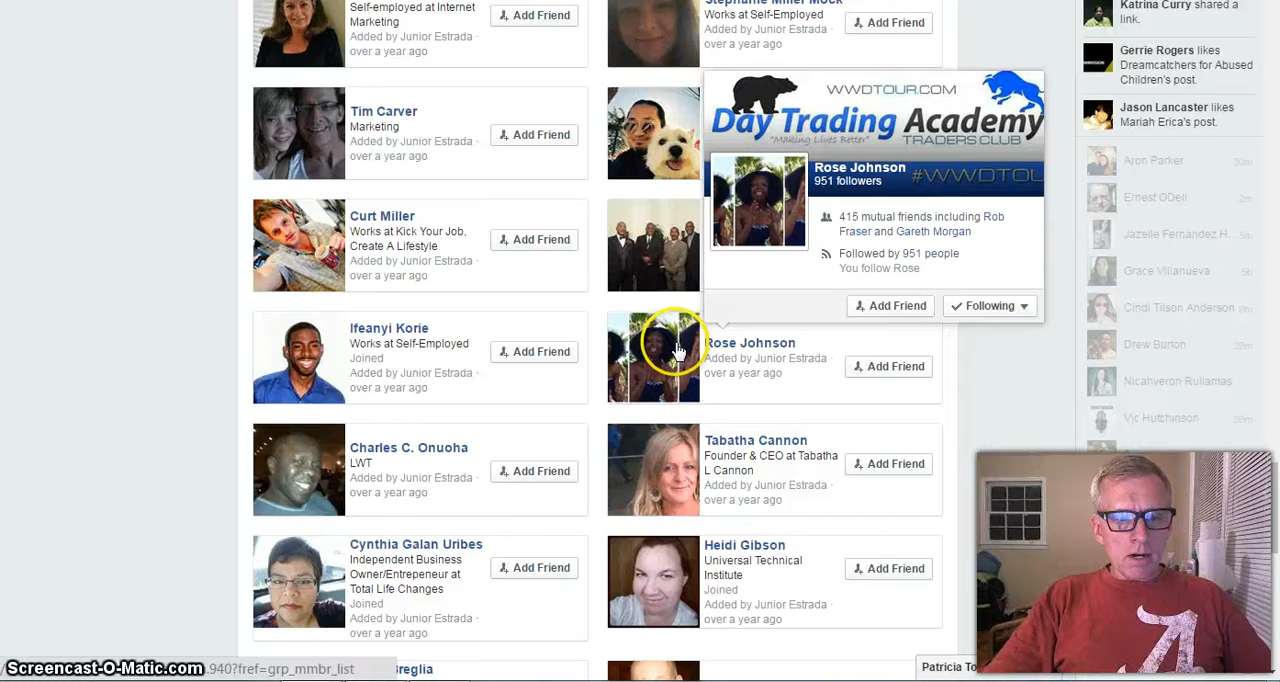 Self-employed at Internet
Marketing
Added by Junior Estrada ·
over a year ago
Add Friend
Stephanie Miller Mock
Works at Self-Employed
Added by Junior Estrada ·
over a year ago
Add Friend
Tim Carver
Marketing
Added by Junior Estrada ·
over a year ago
Add Friend
WWDTOUR.COM
Day Trading Academy
"Making Lives Better"
TRADERS CLUB
Rose Johnson
951 followers
#WWDTOU
415 mutual friends including Rob
Fraser and Gareth Morgan
Followed by 951 people
You follow Rose
Add Friend
Following
Curt Miller
Works at Kick Your Job,
Create A Lifestyle
Added by Junior Estrada ·
over a year ago
Add Friend
Ifeanyi Korie
Works at Self-Employed
Joined
Added by Junior Estrada ·
over a year ago
Add Friend
Rose Johnson
Added by Junior Estrada ·
over a year ago
Add Friend
Charles C. Onuoha
LWT
Added by Junior Estrada ·
over a year ago
Add Friend
Tabatha Cannon
Founder & CEO at Tabatha
L Cannon
Added by Junior Estrada ·
over a year ago
Add Friend
Cynthia Galan Uribes
Independent Business
Owner/Entrepeneur at
Total Life Changes
Joined
Added by Junior Estrada ·
over a year ago
Add Friend
Heidi Gibson
Universal Technical
Institute
Joined
Added by Junior Estrada ·
over a year ago
Add Friend
Katrina Curry shared a
link.
Gerrie Rogers likes
Dreamcatchers for Abused
Children's post.
Jason Lancaster likes
Mariah Erica's post.
Aron Parker 30m
Ernest ODell 2m
Jazelle Fernandez H...
Grace Villanueva
Cindi Tilson Anderson
Drew Burton
Nichaveron Rullamas
Vic Hutchinson
Patricia To
Screencast-O-Matic.com
.940?fref=grp_mmbr_list
Breglia